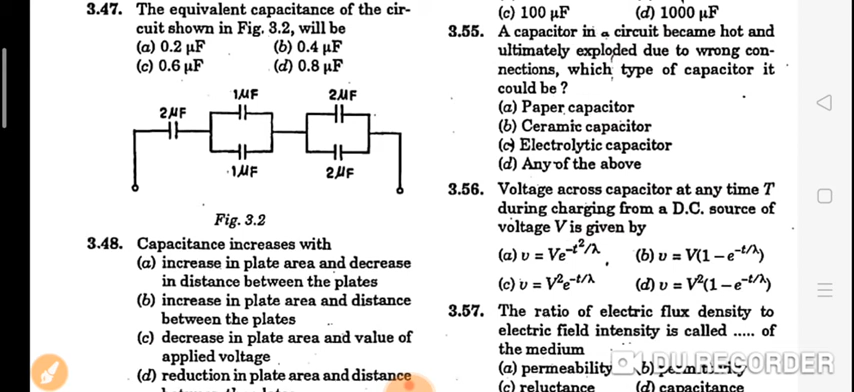 3.47. The equivalent capacitance of the cir-
cuit shown in Fig. 3.2, will be
(a) 0.2 μF (b) 0.4 μF
(c) 0.6 μF (d) 0.8 μF
1μF 2μF
2μF
1μF 2μF
Fig. 3.2
3.48. Capacitance increases with
(a) increase in plate area and decrease
in distance between the plates
(b) increase in plate area and distance
between the plates
(c) decrease in plate area and value of
applied voltage
(d) reduction in plate area and distance
(c) 100 μF (d) 1000 μF
3.55. A capacitor in a circuit became hot and
ultimately exploded due to wrong con-
nections, which type of capacitor it
could be ?
(a) Paper capacitor
(b) Ceramic capacitor
(c) Electrolytic capacitor
(d) Any of the above
3.56. Voltage across capacitor at any time T
during charging from a D.C. source of
voltage V is given by
(a) v = Ve^{-t²/λ}, (b) v = V(1 – e^{-t/λ})
(c) v = V²e^{-t/λ} (d) v = V²(1 – e^{-t/λ})
3.57. The ratio of electric flux density to
electric field intensity is called ..... of
the medium
(a) permeability (b) permittivity
(c) reluctance (d) capacitance
DU RECORDER